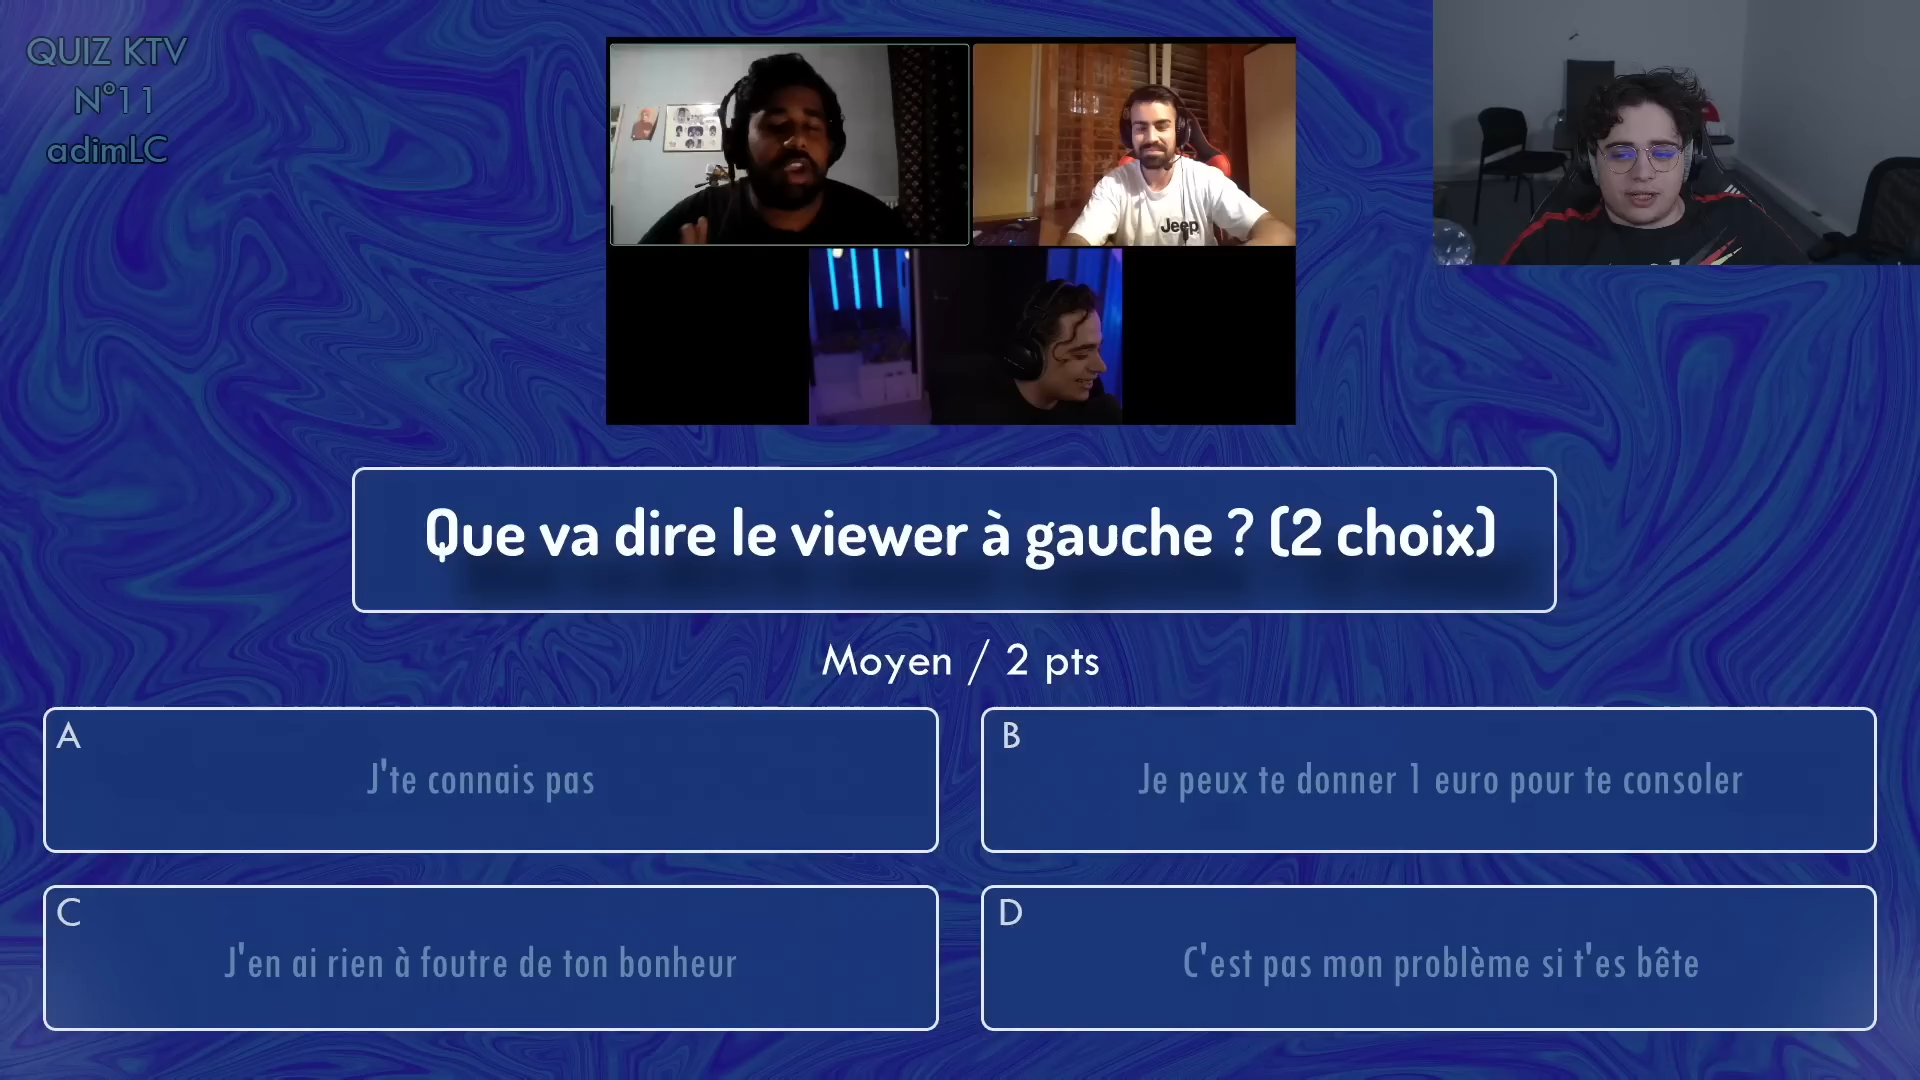 QUIZ KTV
N°11
adimLC
Jeep
Que va dire le viewer à gauche ? (2 choix)
Moyen / 2 pts
A
J'te connais pas
B
Je peux te donner 1 euro pour te consoler
C
J'en ai rien à foutre de ton bonheur
D
C'est pas mon problème si t'es bête